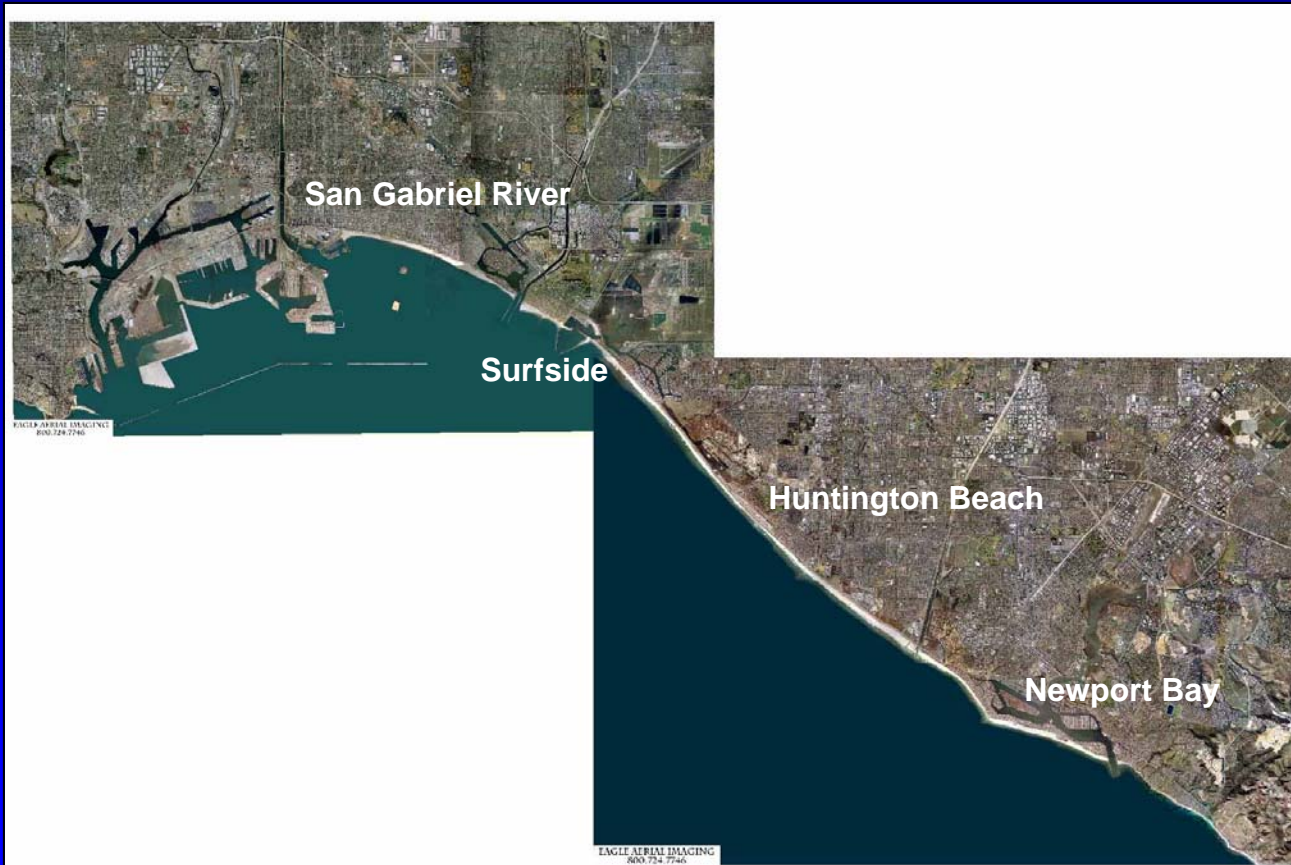 San Gabriel River
Surfside
EAGLE AERIAL IMAGING
800.724.7746
Huntington Beach
Newport Bay
EAGLE AERIAL IMAGING
800.724.7746